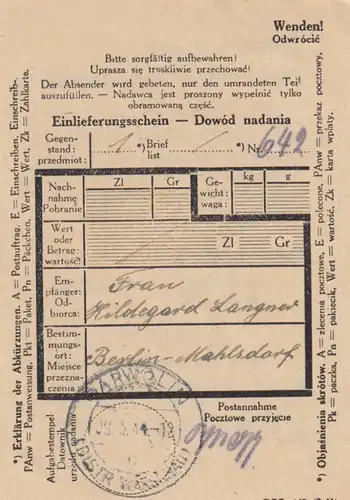 Wenden!
Odwrócić
Bitte sorgfältig aufbewahren!
Uprasza się troskliwie przechować!
Der Absender wird gebeten, nur den umrandeten Teil
auszufüllen. — Nadawca jest proszony wypełnić tylko
obramowaną część.
Einlieferungsschein — Dowód nadania
Gegenstand: 1 *) Brief *) Nr. 642
przedmiot: list
Nachnahme Zl Gr Gewicht: kg g
Pobranie waga:
Wert oder Betrag:
wartość:
Empfänger: Frau
Odbiorca: Hildegard Langner
Bestimmungsort: Berlin-Mahlsdorf
Miejsce przeznaczenia
Aufgabestempel
Datownik urzędu nadania
GARWOLIN
(DISTR. WARSCHAU)
Postannahme
Pocztowe przyjęcie
*) Erklärung der Abkürzungen. A = Postauftrag. E = Einschreiben. Einschreib-
PAnw = Postanweisung. Pkt = Paket, Pn = Päckchen, Wert = Wert, Zk = Zahlkarte.
*) Objaśnienia skrótów. A = zlecenia pocztowe, E = polecone, PAnw = przekaz pocztowy,
Pk = paczka, Pn = pakiecik, Wert = wartość, Zk = karta wpłaty.